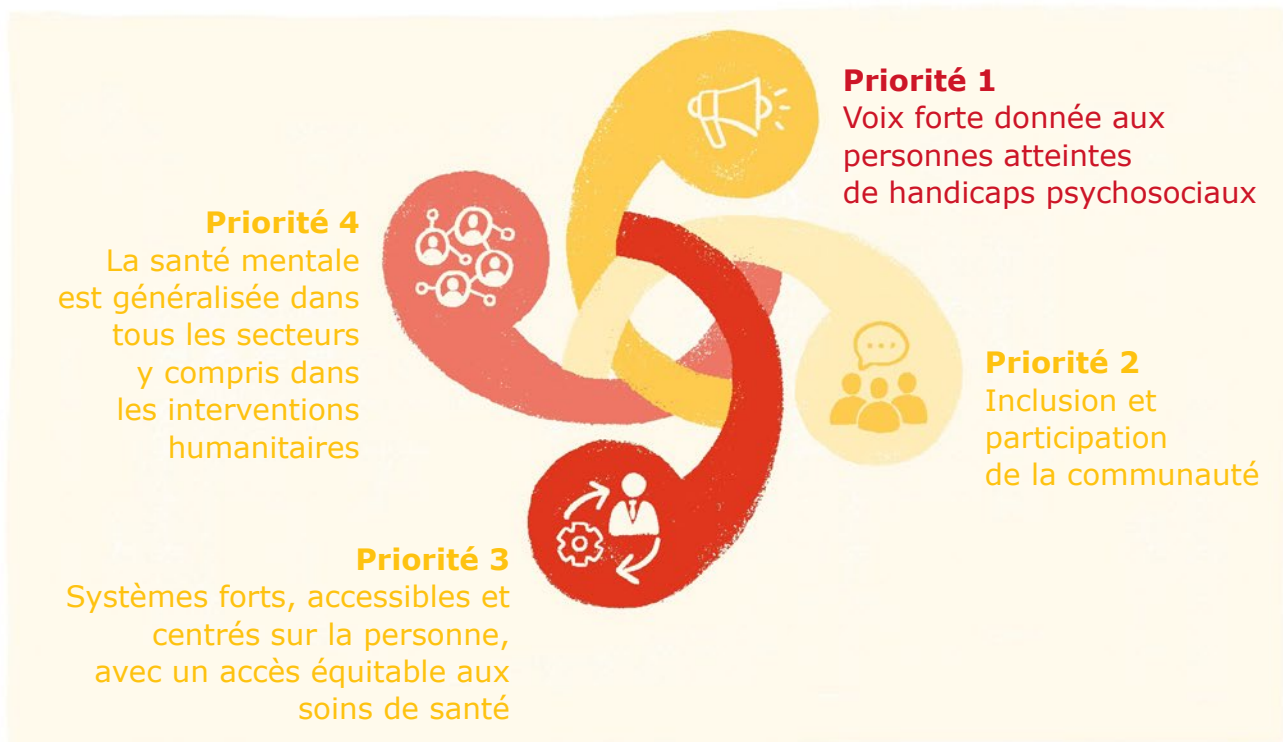 Priorité 1
Voix forte donnée aux
personnes atteintes
de handicaps psychosociaux
Priorité 2
Inclusion et
participation
de la communauté
Priorité 3
Systèmes forts, accessibles et
centrés sur la personne,
avec un accès équitable aux
soins de santé
Priorité 4
La santé mentale
est généralisée dans
tous les secteurs
y compris dans
les interventions
humanitaires